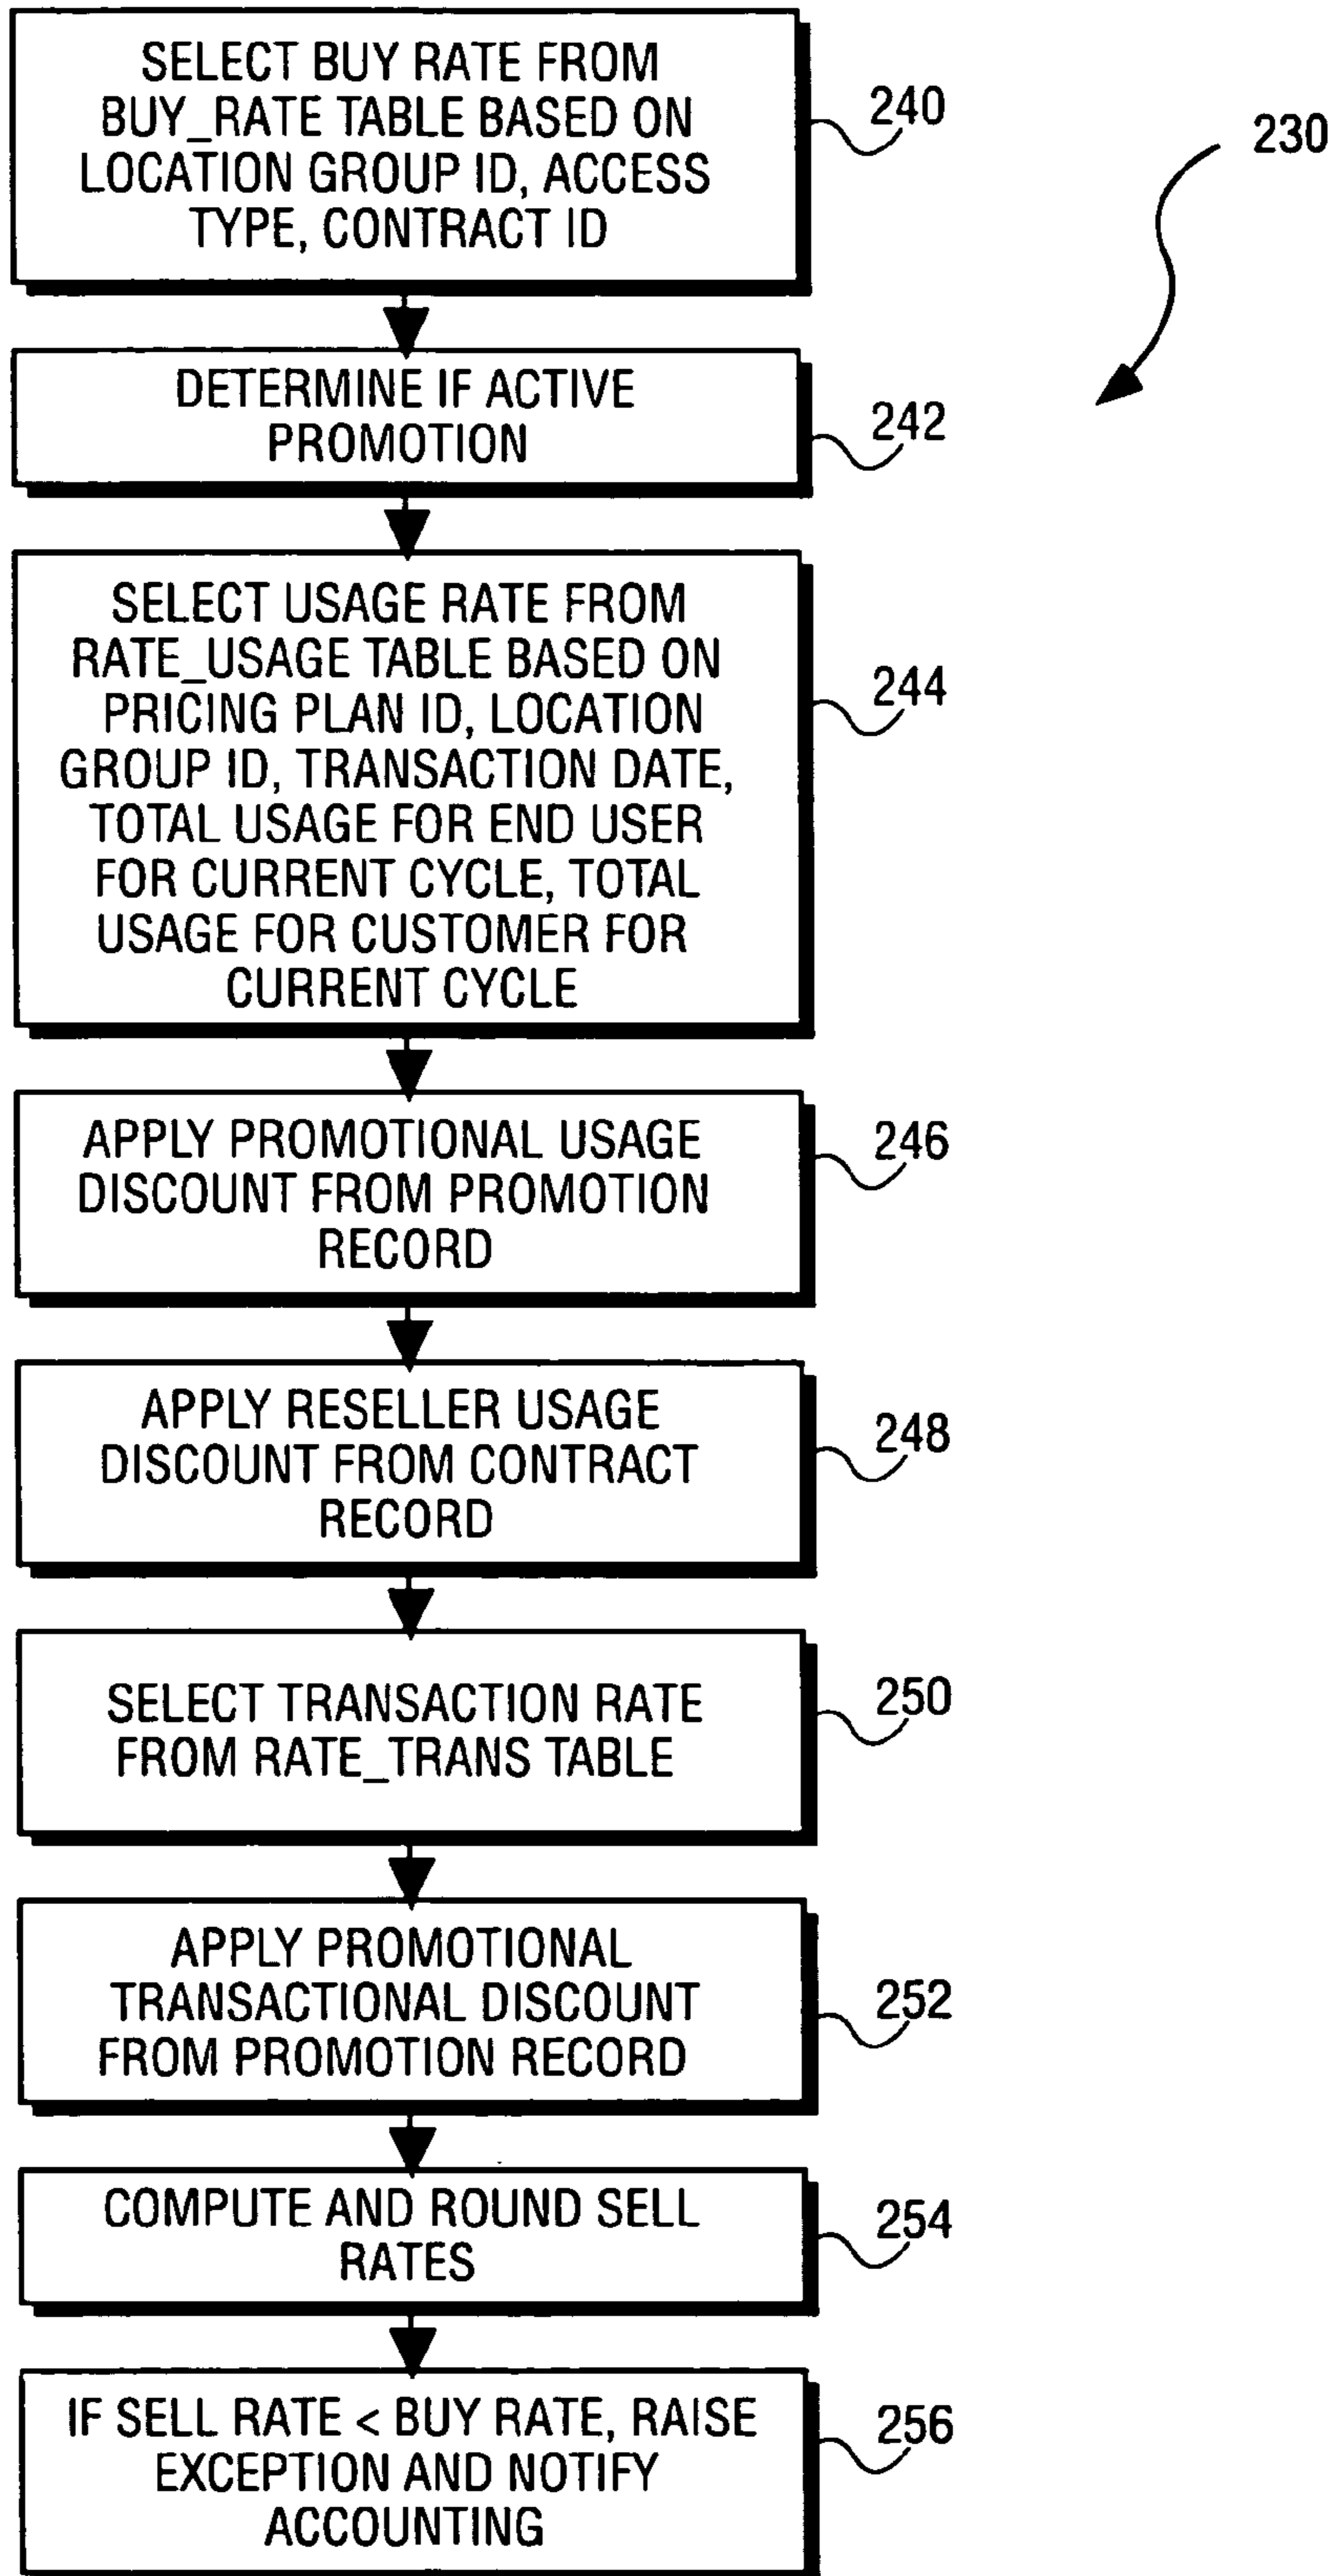 SELECT BUY RATE FROM
BUY_RATE TABLE BASED ON
LOCATION GROUP ID, ACCESS
TYPE, CONTRACT ID
240
230
DETERMINE IF ACTIVE
PROMOTION
242
SELECT USAGE RATE FROM
RATE_USAGE TABLE BASED ON
PRICING PLAN ID, LOCATION
GROUP ID, TRANSACTION DATE,
TOTAL USAGE FOR END USER
FOR CURRENT CYCLE, TOTAL
USAGE FOR CUSTOMER FOR
CURRENT CYCLE
244
APPLY PROMOTIONAL USAGE
DISCOUNT FROM PROMOTION
RECORD
246
APPLY RESELLER USAGE
DISCOUNT FROM CONTRACT
RECORD
248
SELECT TRANSACTION RATE
FROM RATE_TRANS TABLE
250
APPLY PROMOTIONAL
TRANSACTIONAL DISCOUNT
FROM PROMOTION RECORD
252
COMPUTE AND ROUND SELL
RATES
254
IF SELL RATE < BUY RATE, RAISE
EXCEPTION AND NOTIFY
ACCOUNTING
256